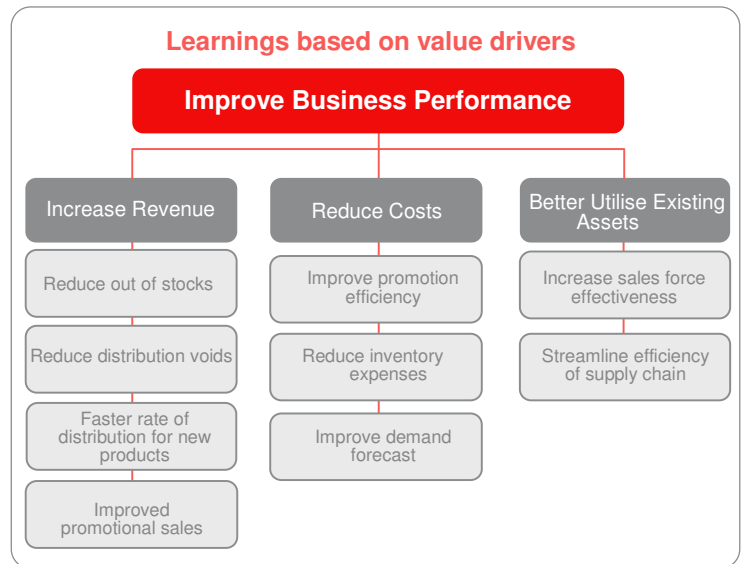 Learnings based on value drivers
Improve Business Performance
Increase Revenue
Reduce out of stocks
Reduce distribution voids
Faster rate of
distribution for new
products
Improved
promotional sales
Reduce Costs
Improve promotion
efficiency
Reduce inventory
expenses
Improve demand
forecast
Better Utilise Existing
Assets
Increase sales force
effectiveness
Streamline efficiency
of supply chain